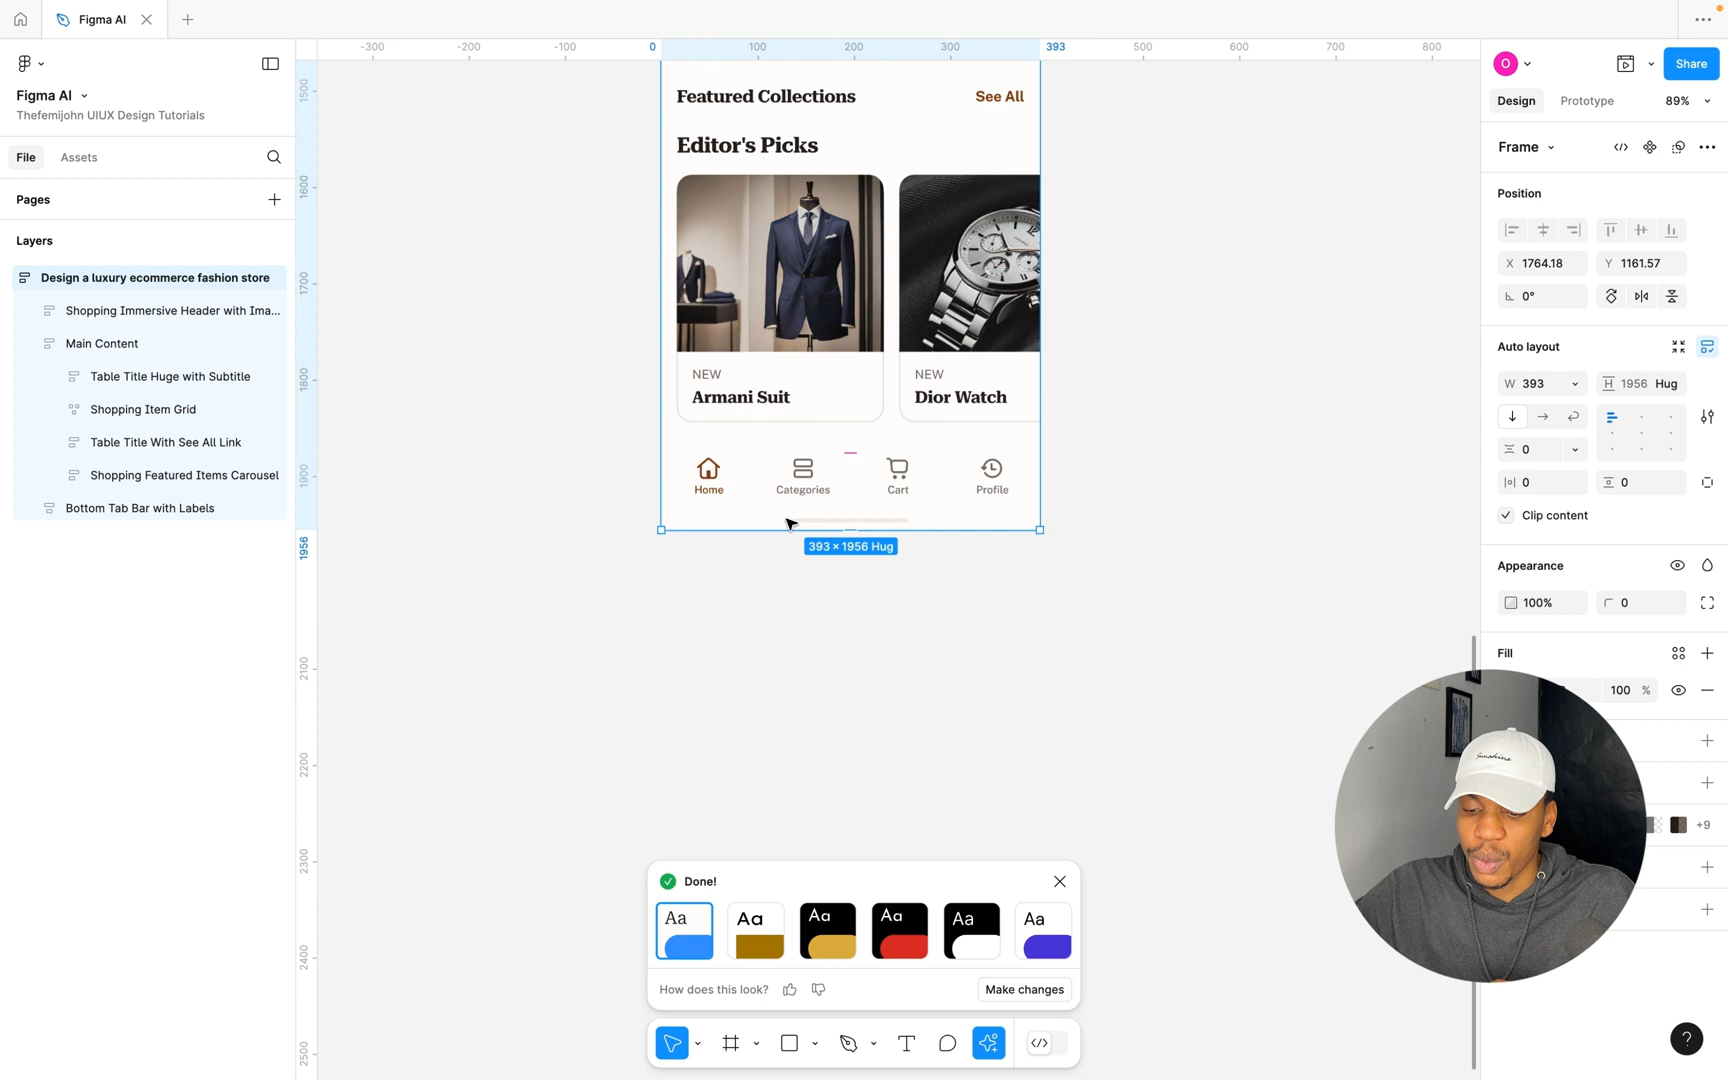 Figma AI
-300
-200
-100
0
100
200
300
393
500
600
700
800
Figma AI
Thefemijohn UIUX Design Tutorials
File
Assets
Pages
Layers
Design a luxury ecommerce fashion store
Shopping Immersive Header with Ima...
Main Content
Table Title Huge with Subtitle
Shopping Item Grid
Table Title With See All Link
Shopping Featured Items Carousel
Bottom Tab Bar with Labels
1500
1600
1700
1800
1900
1956
2100
2200
2300
2400
2500
Featured Collections
See All
Editor's Picks
NEW
Armani Suit
NEW
Dior Watch
Home
Categories
Cart
Profile
393 × 1956 Hug
Done!
Aa
Aa
Aa
Aa
Aa
Aa
How does this look?
Make changes
O
Share
Design
Prototype
89%
Frame
Position
X 1764.18
Y 1161.57
0°
Auto layout
W 393
H 1956 Hug
0
0
0
Clip content
Appearance
100%
0
Fill
100 %
Sunshine
+9
?